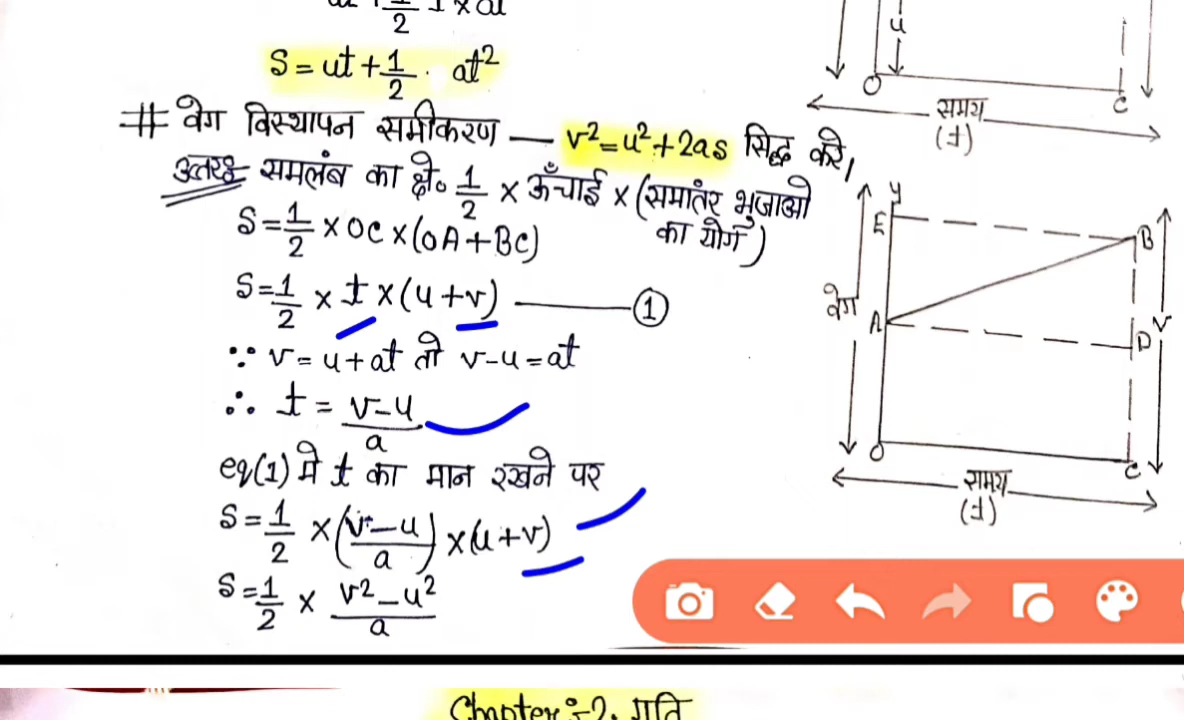 S = ut + 1/2 · at²
# वेग विस्थापन समीकरण — v² = u² + 2as सिद्ध करे,
उत्तरः समलंब का क्षे० 1/2 × ऊँचाई × (समांतर भुजाओ का योग)
S = 1/2 × OC × (OA + BC)
S = 1/2 × t × (u + v) —— ①
∵ v = u + at तो v - u = at
∴ t = v - u / a
eq(1) मे t का मान रखने पर
S = 1/2 × (v - u / a) × (u + v)
S = 1/2 × v² - u² / a
u
O
C
समय
(t)
y
E
B
वेग
A
D
v
O
C
समय
(t)
Chapter :- 2. गति